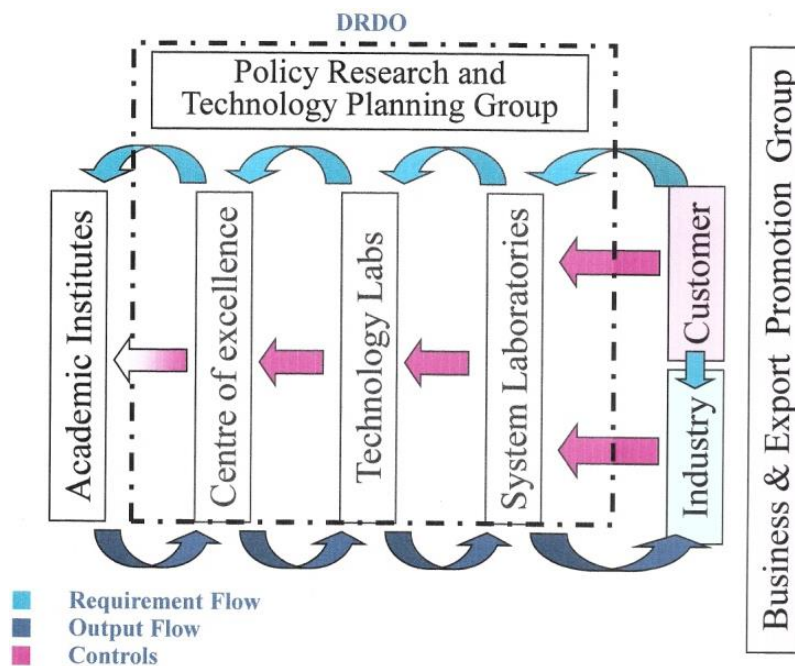 DRDO
Policy Research and
Technology Planning Group
Academic Institutes
Centre of excellence
Technology Labs
System Laboratories
Customer
Industry
Business & Export Promotion Group
Requirement Flow
Output Flow
Controls